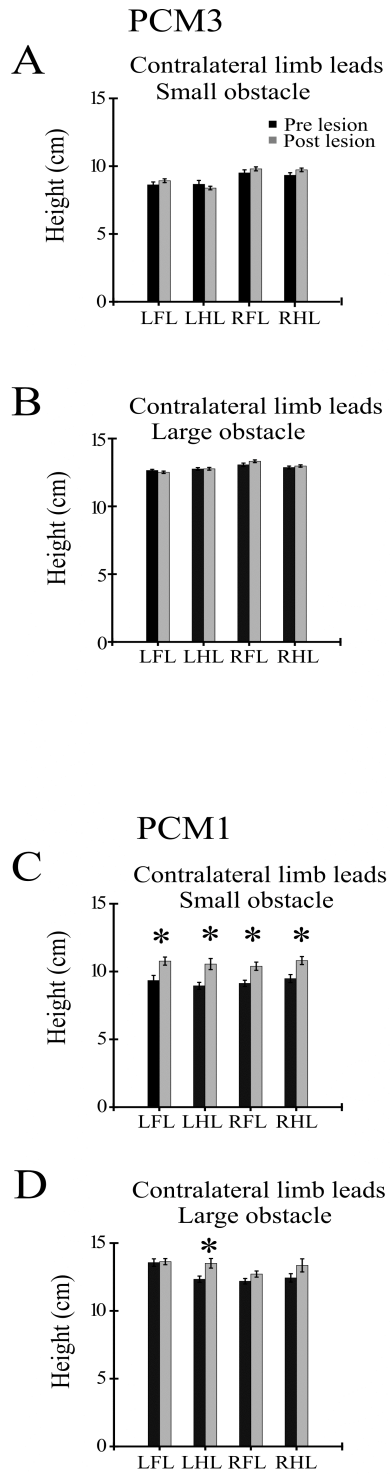 PCM3
A
Contralateral limb leads
Small obstacle
Pre lesion
Post lesion
Height (cm)
15
10
5
0
LFL LHL RFL RHL
B
Contralateral limb leads
Large obstacle
Height (cm)
15
10
5
0
LFL LHL RFL RHL
PCM1
C
Contralateral limb leads
Small obstacle
Height (cm)
15
10
5
0
* * * *
LFL LHL RFL RHL
D
Contralateral limb leads
Large obstacle
Height (cm)
15
10
5
0
*
LFL LHL RFL RHL